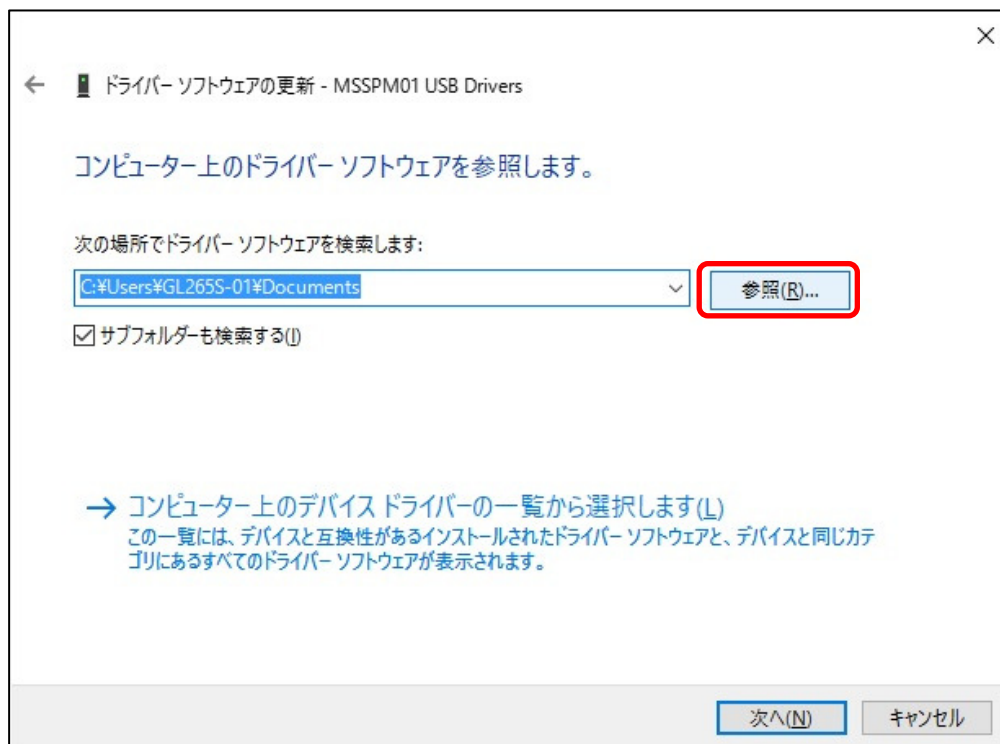 ドライバー ソフトウェアの更新 - MSSPM01 USB Drivers
コンピューター上のドライバー ソフトウェアを参照します。
次の場所でドライバー ソフトウェアを検索します:
C:¥Users¥GL265S-01¥Documents
参照(R)...
サブフォルダーも検索する(I)
コンピューター上のデバイス ドライバーの一覧から選択します(L)
この一覧には、デバイスと互換性があるインストールされたドライバー ソフトウェアと、デバイスと同じカテ
ゴリにあるすべてのドライバー ソフトウェアが表示されます。
次へ(N)
キャンセル